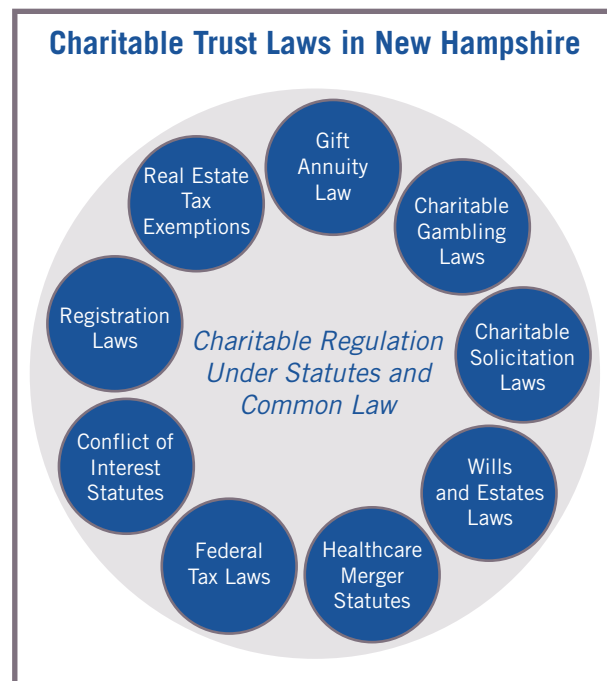 Charitable Trust Laws in New Hampshire
Gift
Annuity
Law
Charitable
Gambling
Laws
Charitable
Solicitation
Laws
Wills
and Estates
Laws
Healthcare
Merger
Statutes
Federal
Tax Laws
Conflict of
Interest
Statutes
Registration
Laws
Real Estate
Tax
Exemptions
Charitable Regulation
Under Statutes and
Common Law